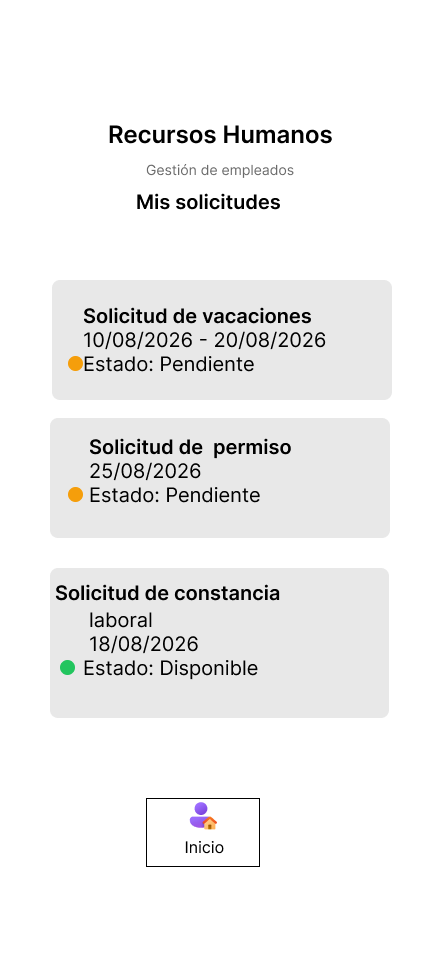 Recursos Humanos
Gestión de empleados
Mis solicitudes
Solicitud de vacaciones
10/08/2026 - 20/08/2026
Estado: Pendiente
Solicitud de  permiso
25/08/2026
Estado: Pendiente
Solicitud de constancia
laboral
18/08/2026
Estado: Disponible
Inicio